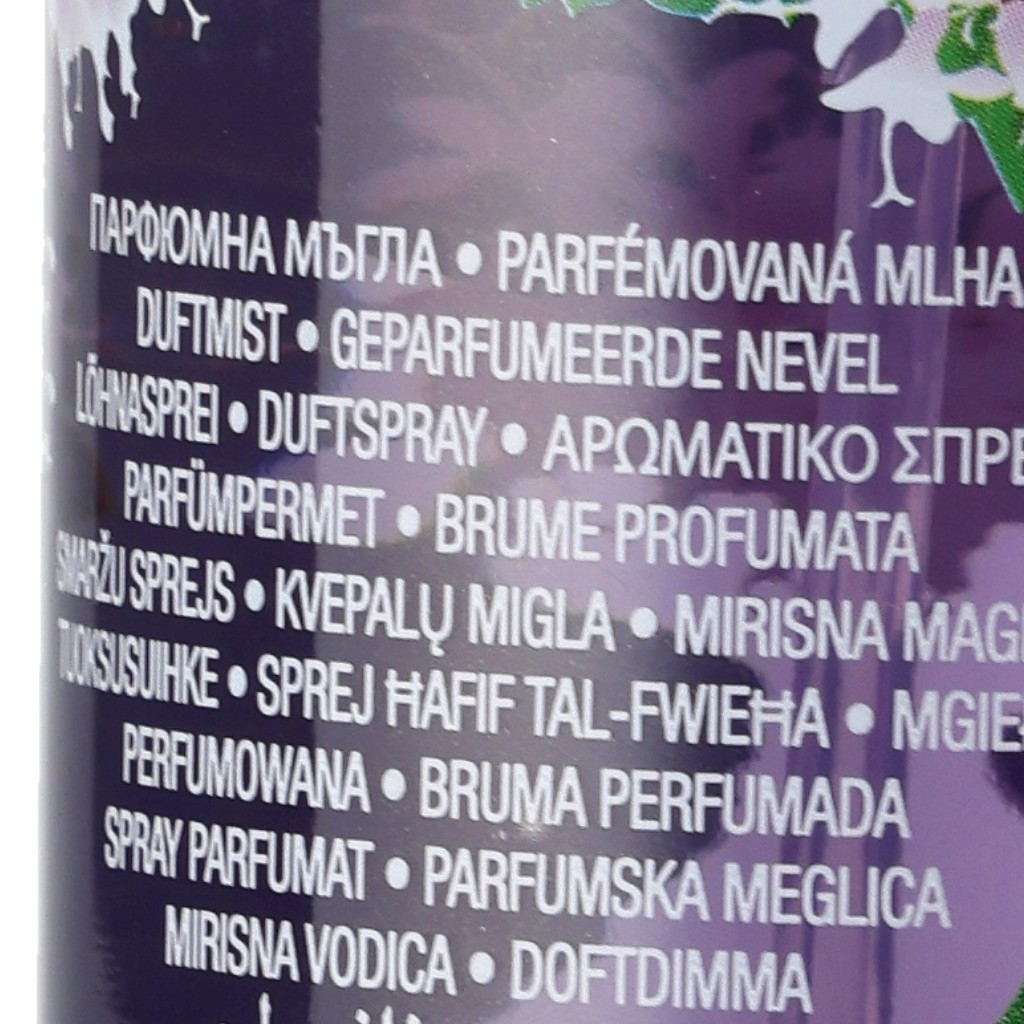 ПАРФЮМНА МЪГЛА • PARFÉMOVANÁ MLHA
DUFTMIST • GEPARFUMEERDE NEVEL
LÕHNASPREI • DUFTSPRAY • ΑΡΩΜΑΤΙΚΟ ΣΠΡΕ
PARFÜMPERMET • BRUME PROFUMATA
SMARŽU SPREJS • KVEPALŲ MIGLA • MIRISNA MAGL
TUOKSUSUIHKE • SPREJ ĦAFIF TAL-FWIEĦA • MGIE
PERFUMOWANA • BRUMA PERFUMADA
SPRAY PARFUMAT • PARFUMSKA MEGLICA
MIRISNA VODICA • DOFTDIMMA